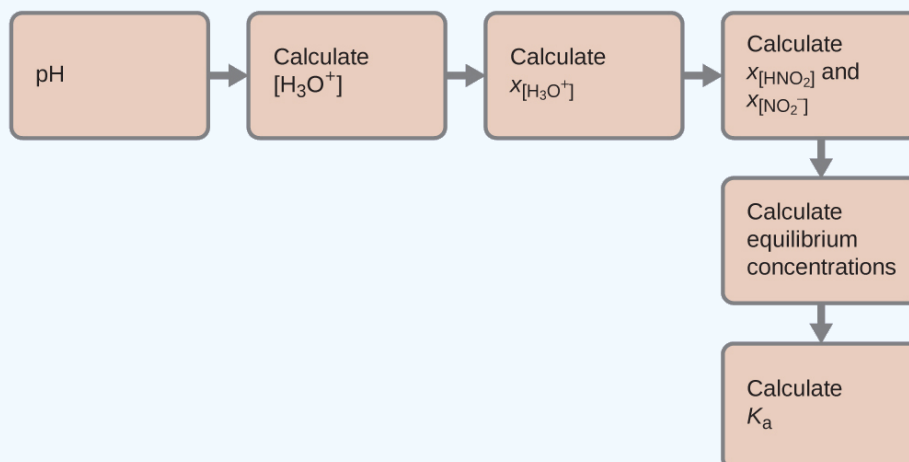 pH
Calculate
[H₃O⁺]
Calculate
x[H₃O⁺]
Calculate
x[HNO₂] and
x[NO₂⁻]
Calculate
equilibrium
concentrations
Calculate
Kₐ